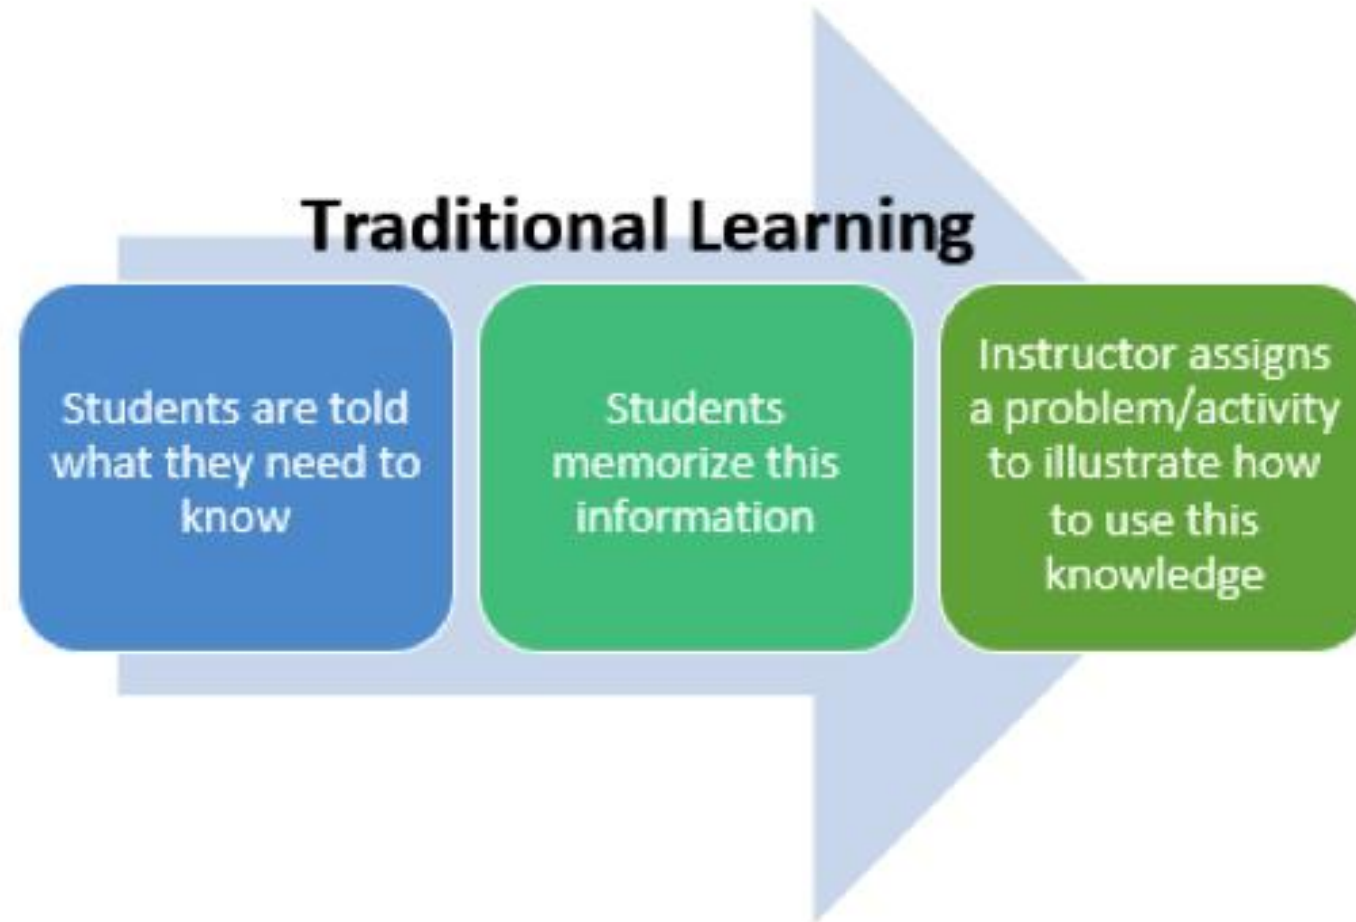 Traditional Learning
Students are told
what they need to
know
Students
memorize this
information
Instructor assigns
a problem/activity
to illustrate how
to use this
knowledge